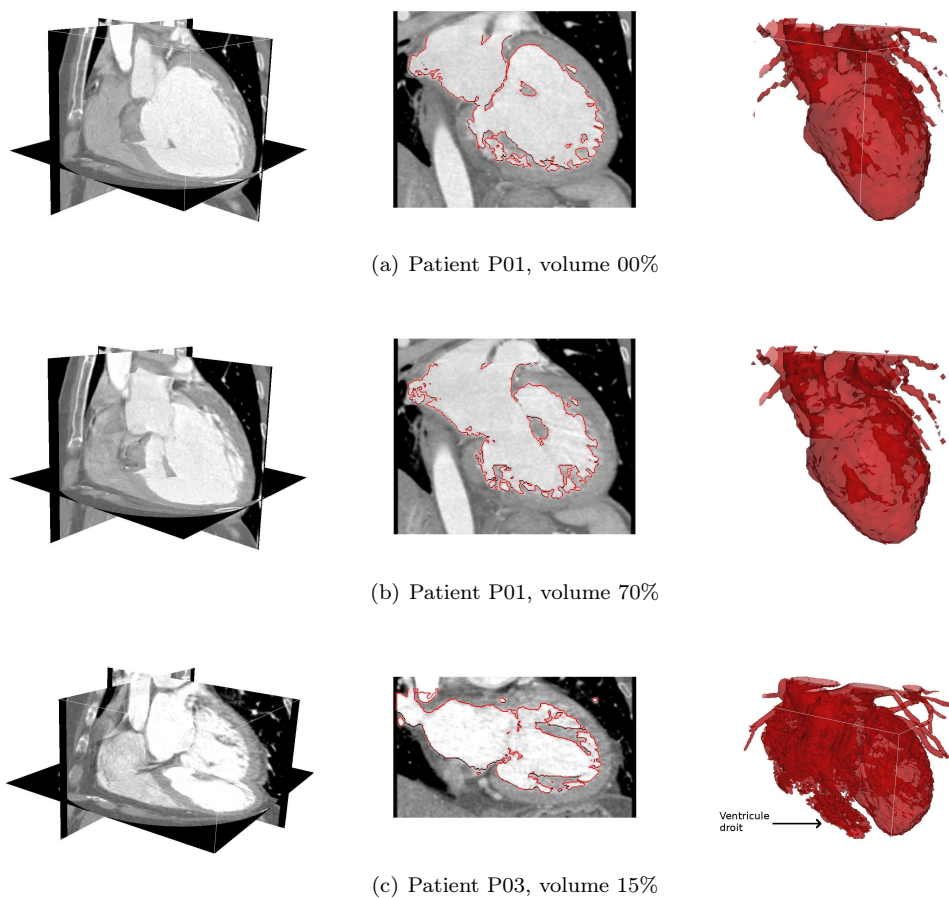 (a) Patient P01, volume 00%
(b) Patient P01, volume 70%
Ventricule
droit
(c) Patient P03, volume 15%